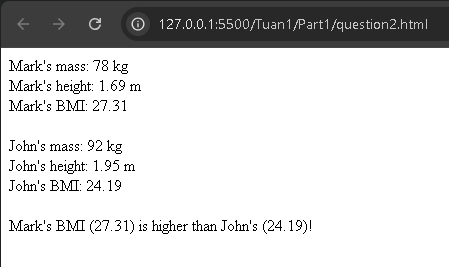 127.0.0.1:5500/Tuan1/Part1/question2.html
Mark's mass: 78 kg
Mark's height: 1.69 m
Mark's BMI: 27.31
John's mass: 92 kg
John's height: 1.95 m
John's BMI: 24.19
Mark's BMI (27.31) is higher than John's (24.19)!